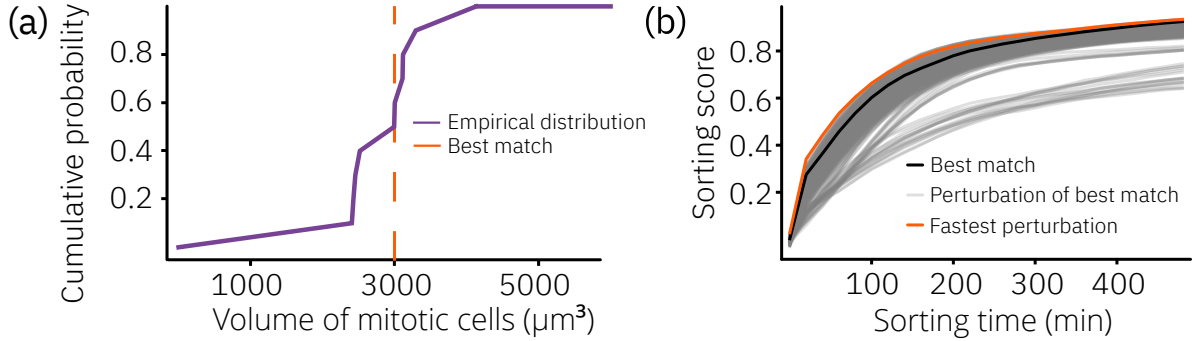 (a)
Cumulative probability
0.8
0.6
0.4
0.2
Empirical distribution
Best match
1000
3000
5000
Volume of mitotic cells (µm³)
(b)
Sorting score
0.8
0.6
0.4
0.2
Best match
Perturbation of best match
Fastest perturbation
100
200
300
400
Sorting time (min)